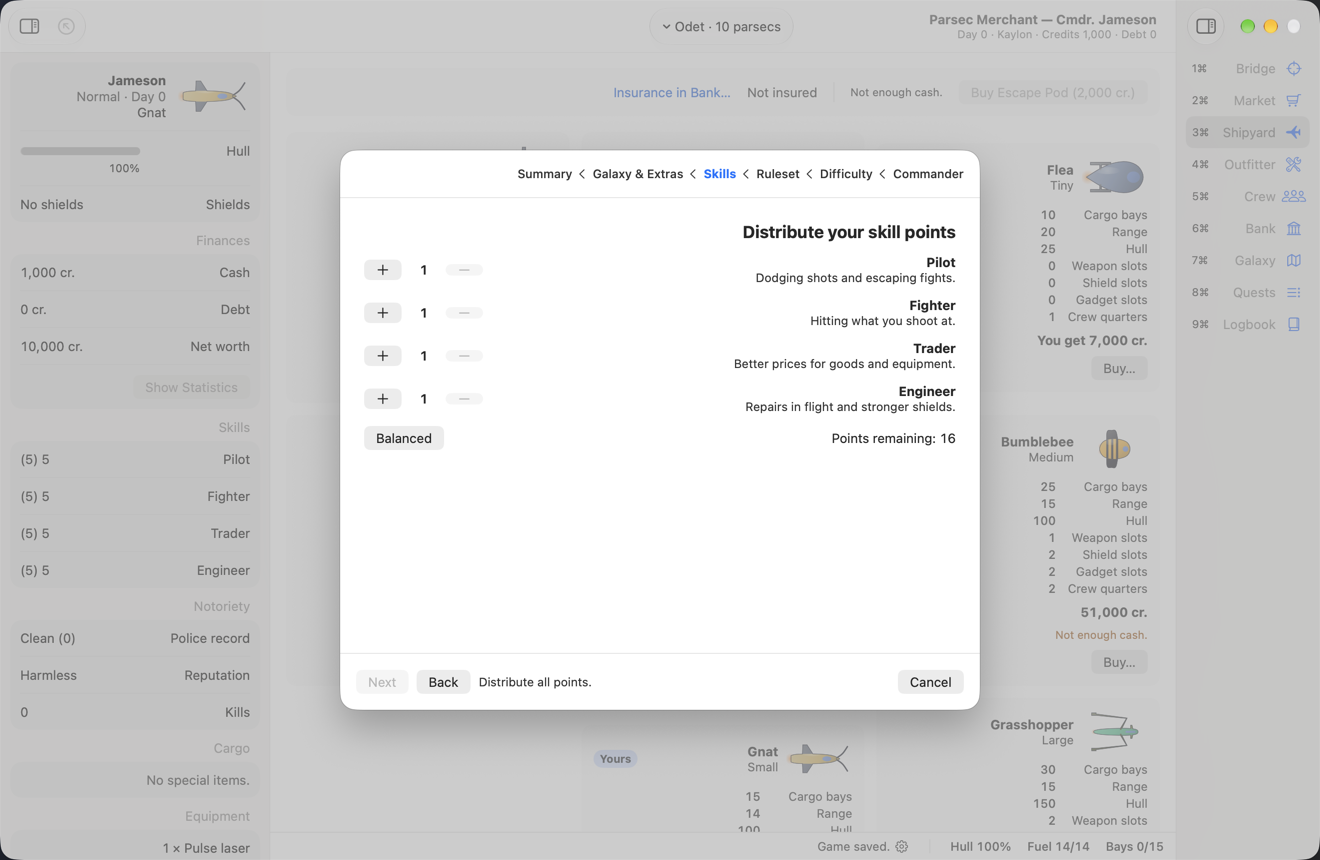 Odet · 10 parsecs
Parsec Merchant — Cmdr. Jameson
Day 0 · Kaylon · Credits 1,000 · Debt 0
1⌘ Bridge
2⌘ Market
3⌘ Shipyard
4⌘ Outfitter
5⌘ Crew
6⌘ Bank
7⌘ Galaxy
8⌘ Quests
9⌘ Logbook
Jameson
Normal · Day 0
Gnat
Hull
100%
No shields Shields
Finances
1,000 cr. Cash
0 cr. Debt
10,000 cr. Net worth
Show Statistics
Skills
(5) 5 Pilot
(5) 5 Fighter
(5) 5 Trader
(5) 5 Engineer
Notoriety
Clean (0) Police record
Harmless Reputation
0 Kills
Cargo
No special items.
Equipment
1 × Pulse laser
Insurance in Bank... Not insured Not enough cash. Buy Escape Pod (2,000 cr.)
Summary < Galaxy & Extras < Skills < Ruleset < Difficulty < Commander
Distribute your skill points
Pilot
Dodging shots and escaping fights.
+ 1 −
Fighter
Hitting what you shoot at.
+ 1 −
Trader
Better prices for goods and equipment.
+ 1 −
Engineer
Repairs in flight and stronger shields.
+ 1 −
Balanced Points remaining: 16
Next Back Distribute all points. Cancel
Flea
Tiny
10 Cargo bays
20 Range
25 Hull
0 Weapon slots
0 Shield slots
0 Gadget slots
1 Crew quarters
You get 7,000 cr.
Buy...
Bumblebee
Medium
25 Cargo bays
15 Range
100 Hull
1 Weapon slots
2 Shield slots
2 Gadget slots
2 Crew quarters
51,000 cr.
Not enough cash.
Buy...
Yours
Gnat
Small
15 Cargo bays
14 Range
100 Hull
Grasshopper
Large
30 Cargo bays
15 Range
150 Hull
2 Weapon slots
Game saved. Hull 100% Fuel 14/14 Bays 0/15